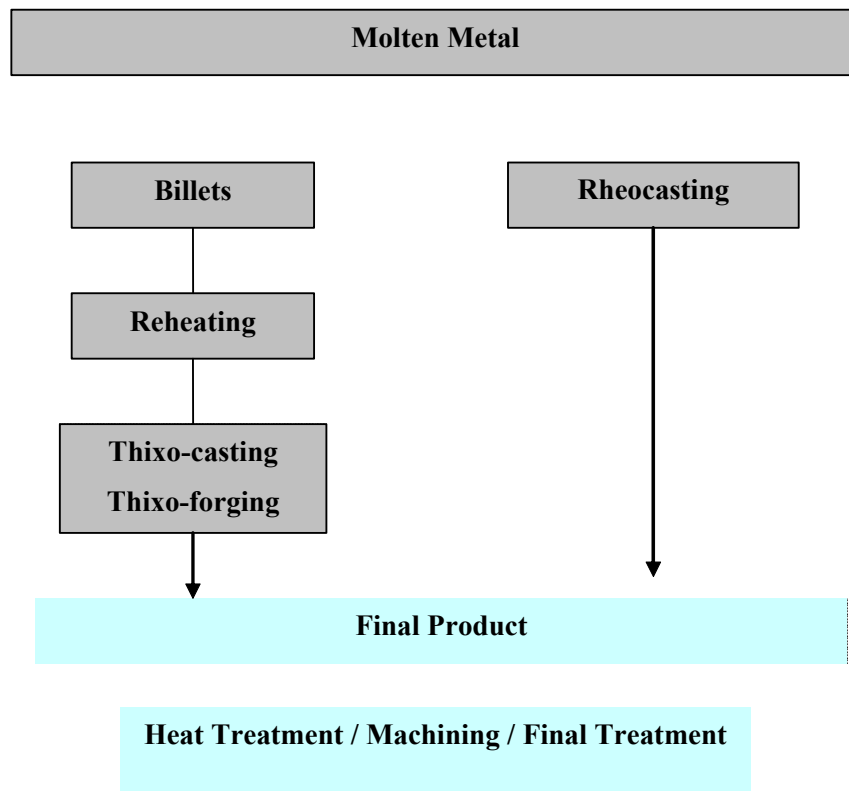 Molten Metal
Billets
Rheocasting
Reheating
Thixo-casting
Thixo-forging
Final Product
Heat Treatment / Machining / Final Treatment